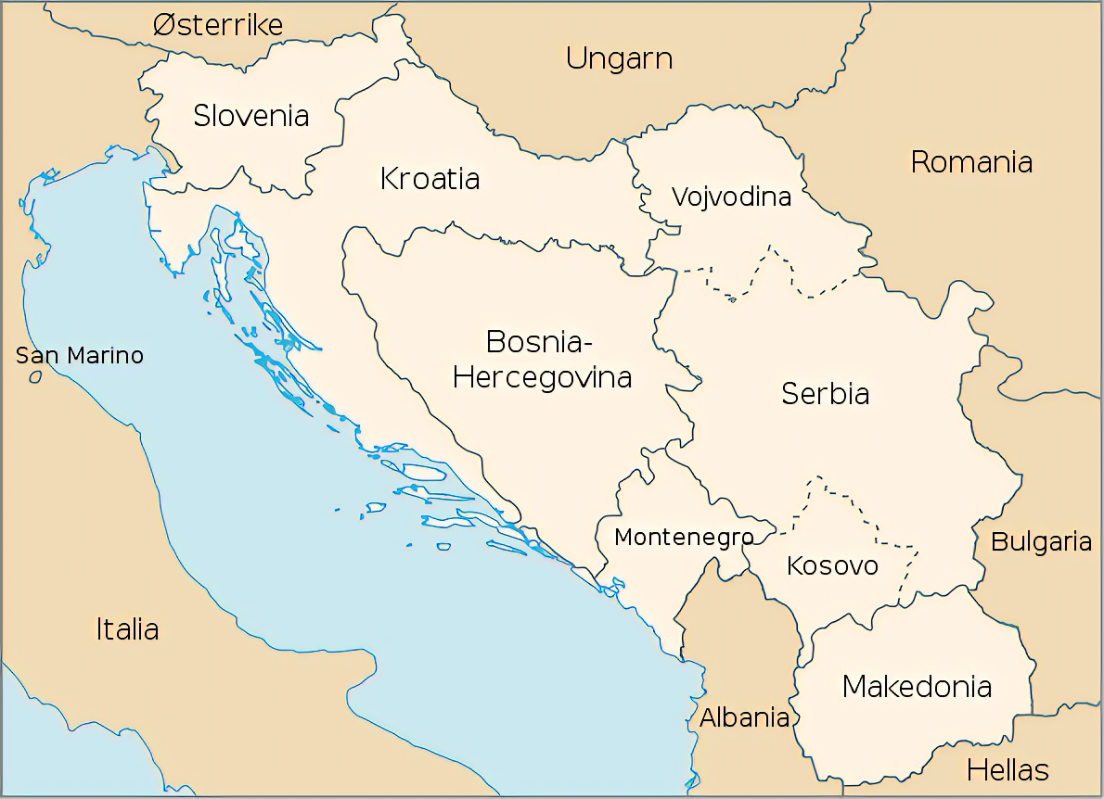 Østerrike
Ungarn
Slovenia
Romania
Kroatia
Vojvodina
Bosnia-
Hercegovina
San Marino
Serbia
Montenegro
Bulgaria
Kosovo
Italia
Makedonia
Albania
Hellas